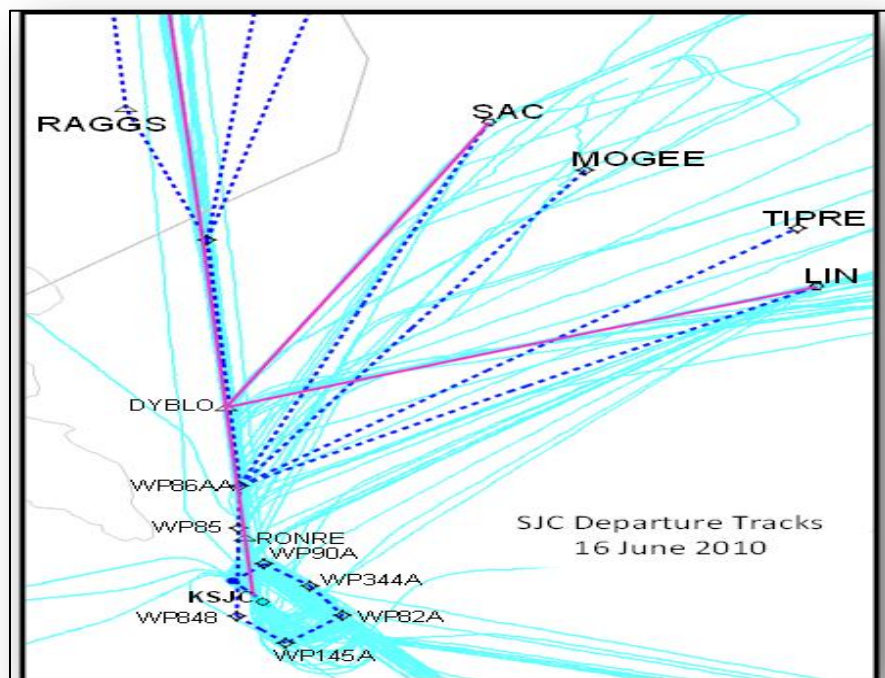 RAGGS
SAC
MOGEE
TIPRE
LIN
DYBLO
WP86AA
WP85
RONRE
SJC Departure Tracks
16 June 2010
WP90A
WP344A
KSJC
WP848
WP82A
WP145A